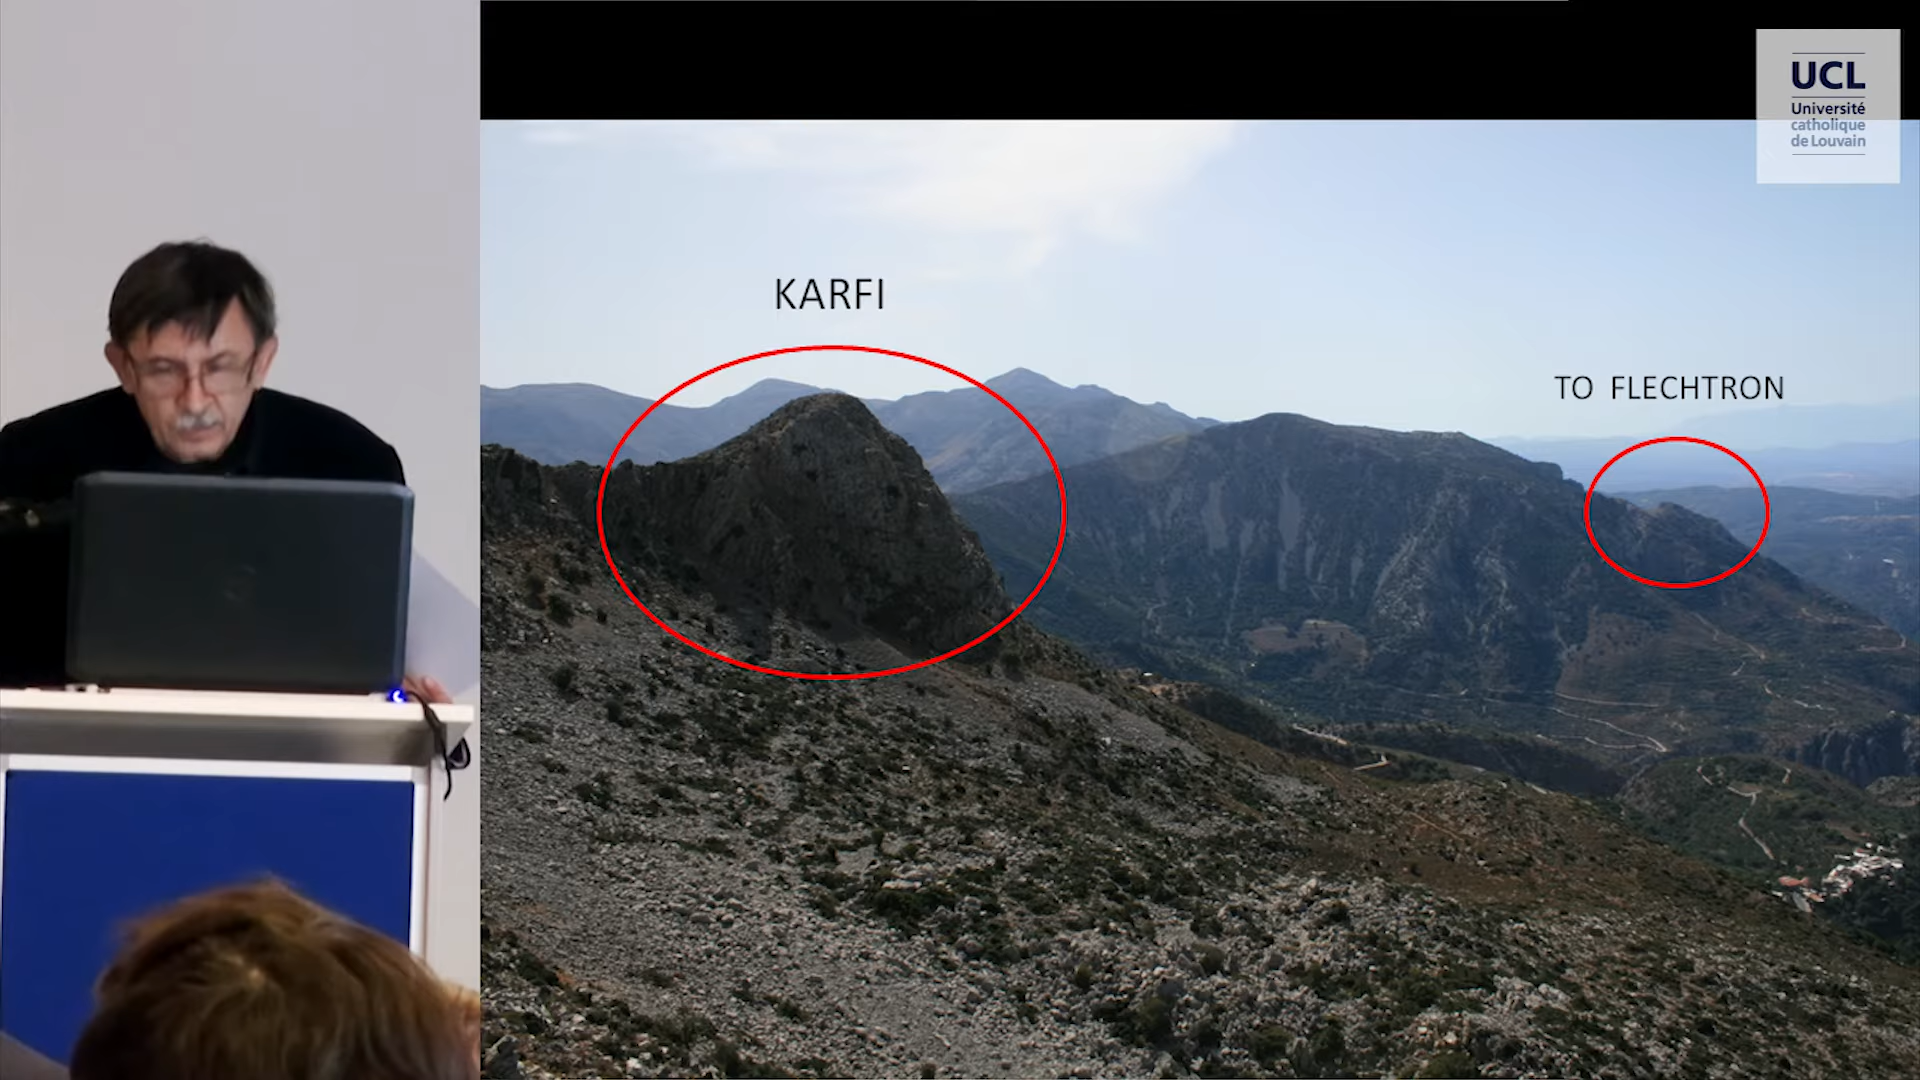 UCL
Université
catholique
de Louvain
KARFI
TO FLECHTRON